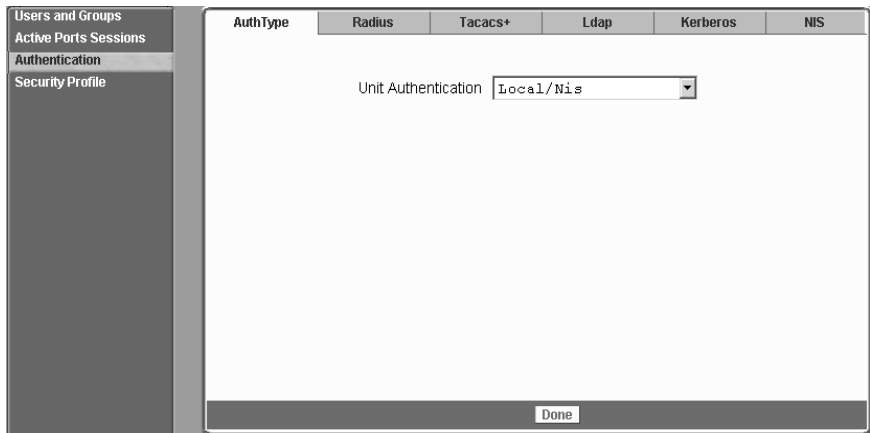 Users and Groups
Active Ports Sessions
Authentication
Security Profile
AuthType Radius Tacacs+ Ldap Kerberos NIS
Unit Authentication Local/Nis
Done